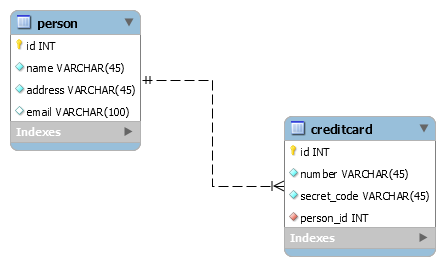 person
id INT
name VARCHAR(45)
address VARCHAR(45)
email VARCHAR(100)
Indexes
creditcard
id INT
number VARCHAR(45)
secret_code VARCHAR(45)
person_id INT
Indexes